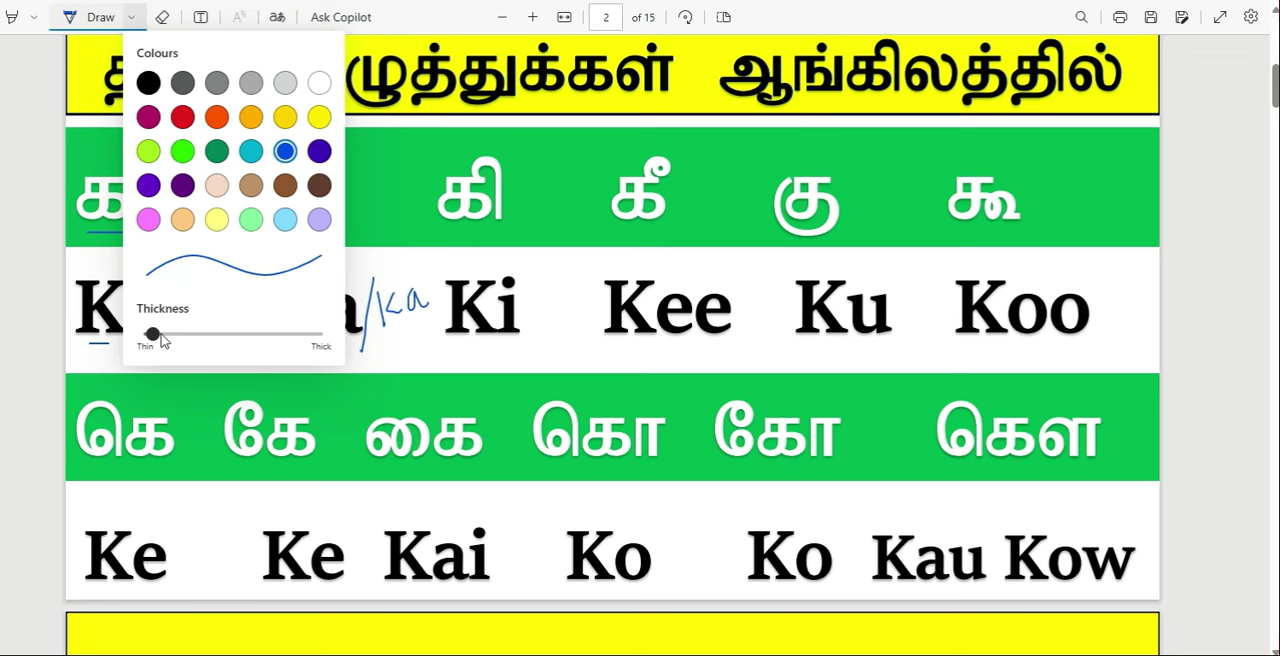 Draw Ask Copilot 2 of 15
Colours
ழுத்துக்கள் ஆங்கிலத்தில்
க கி கீ கு கூ
K a/ka Ki Kee Ku Koo
Thickness
Thin Thick
கெ கே கை கொ கோ கௌ
Ke Ke Kai Ko Ko Kau Kow